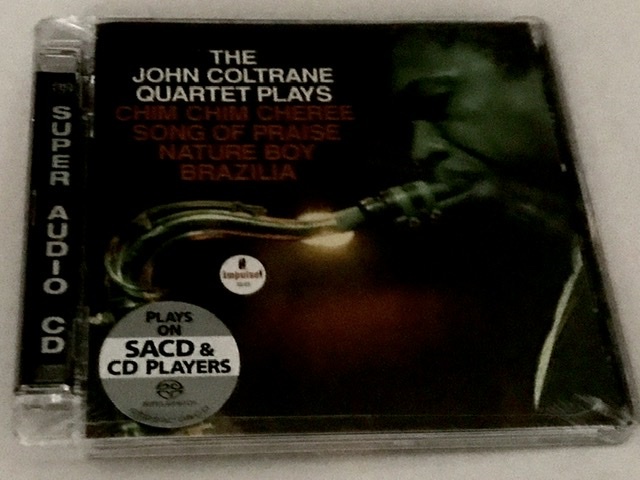 THE
JOHN COLTRANE
QUARTET PLAYS
CHIM CHIM CHEREE
SONG OF PRAISE
NATURE BOY
BRAZILIA
SUPER AUDIO CD
impulse!
PLAYS
ON
SACD &
CD PLAYERS